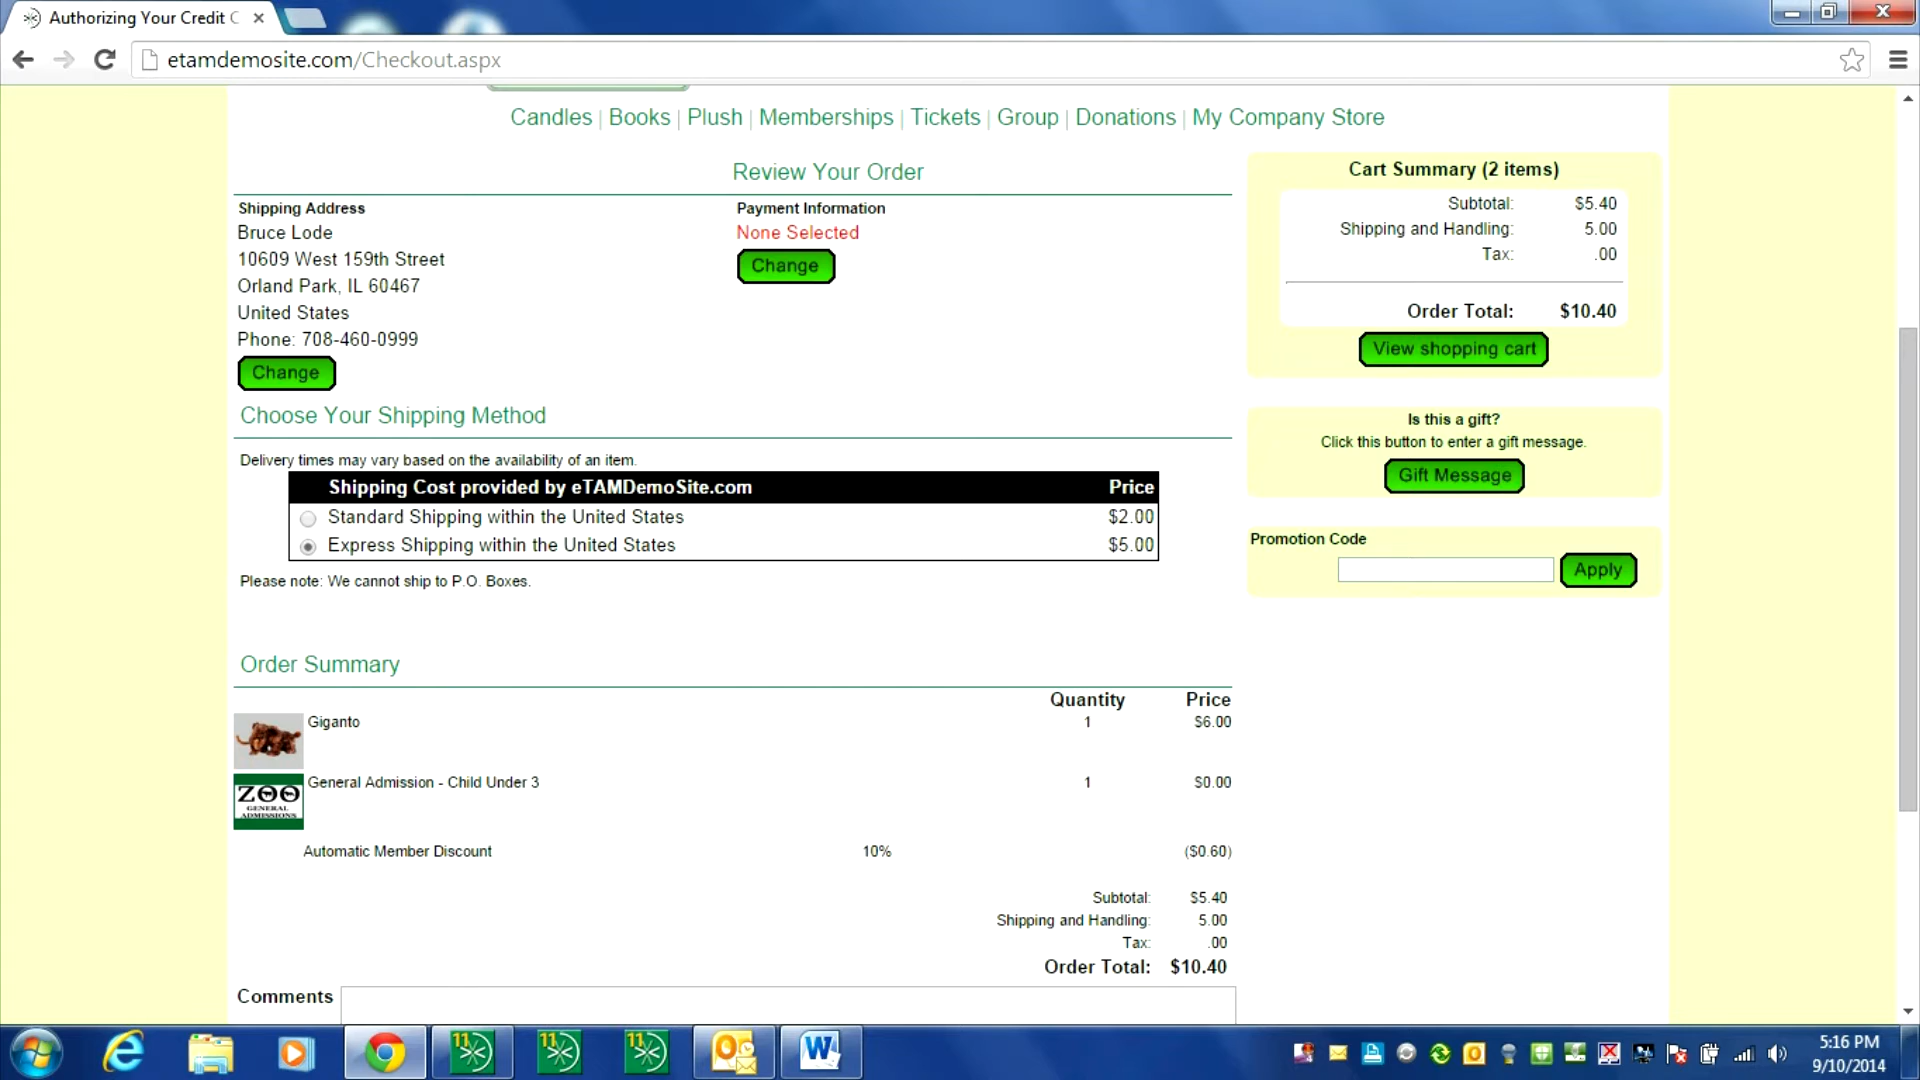 Authorizing Your Credit C
etamdemosite.com/Checkout.aspx
Candles | Books | Plush | Memberships | Tickets | Group | Donations | My Company Store
Review Your Order
Shipping Address
Bruce Lode
10609 West 159th Street
Orland Park, IL 60467
United States
Phone: 708-460-0999
Change
Payment Information
None Selected
Change
Cart Summary (2 items)
Subtotal: $5.40
Shipping and Handling: 5.00
Tax: .00
Order Total: $10.40
View shopping cart
Choose Your Shipping Method
Delivery times may vary based on the availability of an item.
Shipping Cost provided by eTAMDemoSite.com Price
Standard Shipping within the United States $2.00
Express Shipping within the United States $5.00
Please note: We cannot ship to P.O. Boxes.
Is this a gift?
Click this button to enter a gift message.
Gift Message
Promotion Code
Apply
Order Summary
Quantity Price
Giganto 1 $6.00
ZOO
GENERAL
ADMISSIONS
General Admission - Child Under 3 1 $0.00
Automatic Member Discount 10% ($0.60)
Subtotal: $5.40
Shipping and Handling: 5.00
Tax: .00
Order Total: $10.40
Comments
11
11
11
5:16 PM
9/10/2014